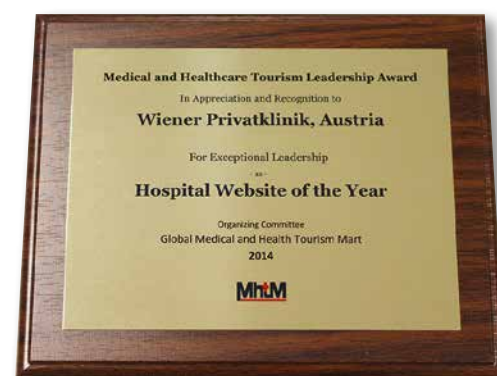 Medical and Healthcare Tourism Leadership Award
In Appreciation and Recognition to
Wiener Privatklinik, Austria
For Exceptional Leadership
- as -
Hospital Website of the Year
Organizing Committee
Global Medical and Health Tourism Mart
2014
MhtM